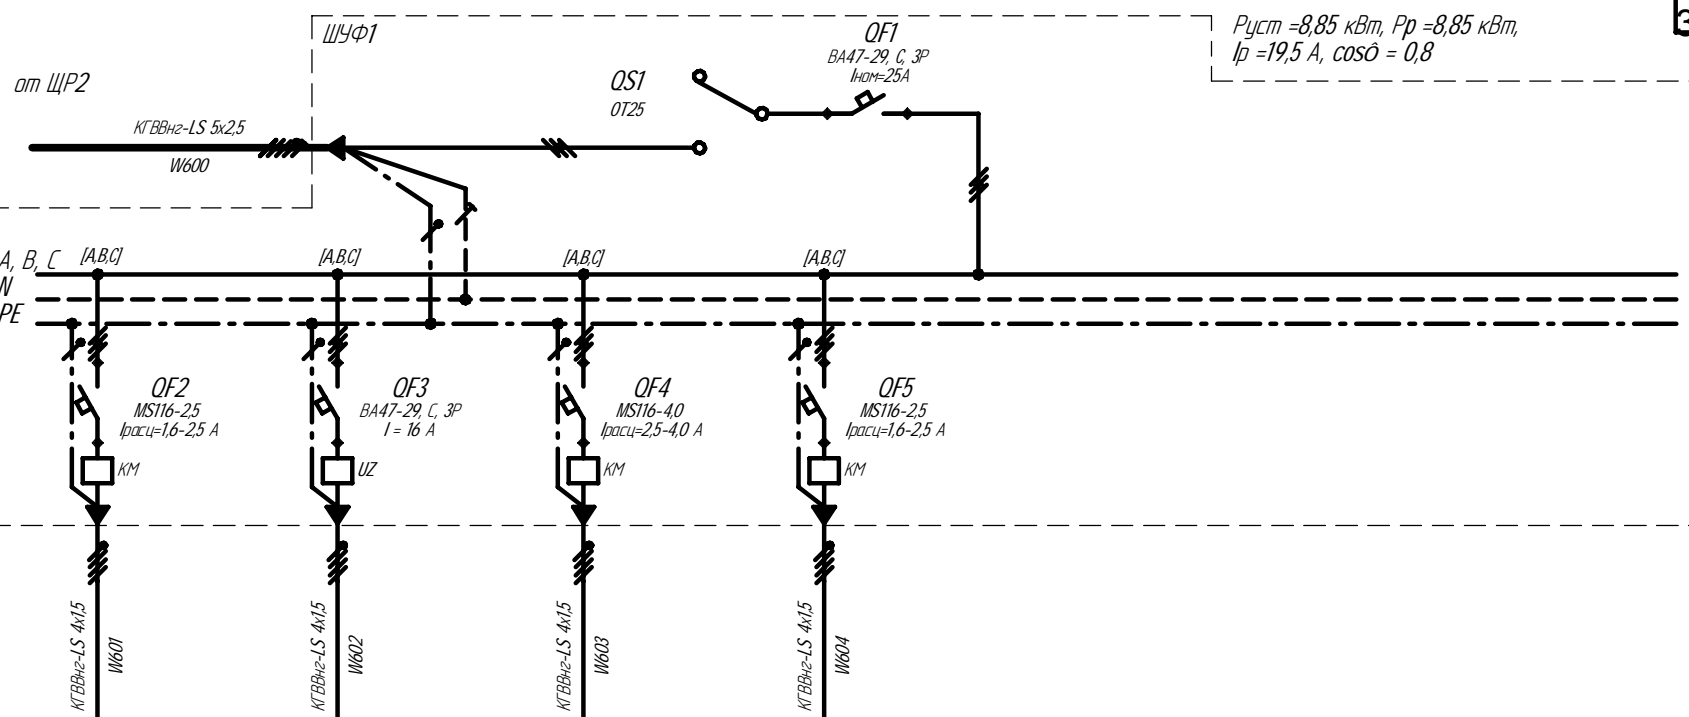 ШУФ1
QF1
ВА47-29, С, 3Р
Iном=25А
Руст =8,85 кВт, Рр =8,85 кВт,
Iр =19,5 А, cosô = 0,8
от ЩР2
QS1
ОТ25
КГВВнг-LS 5х2,5
W600
А, В, С
[А,В,С]
[А,В,С]
[А,В,С]
[А,В,С]
N
РЕ
QF2
MS116-2,5
Iрасц=1,6-2,5 А
КМ
QF3
ВА47-29, С, 3Р
I = 16 А
UZ
QF4
MS116-4,0
Iрасц=2,5-4,0 А
КМ
QF5
MS116-2,5
Iрасц=1,6-2,5 А
КМ
КГВВнг-LS 4х1,5
W601
КГВВнг-LS 4х1,5
W602
КГВВнг-LS 4х1,5
W603
КГВВнг-LS 4х1,5
W604